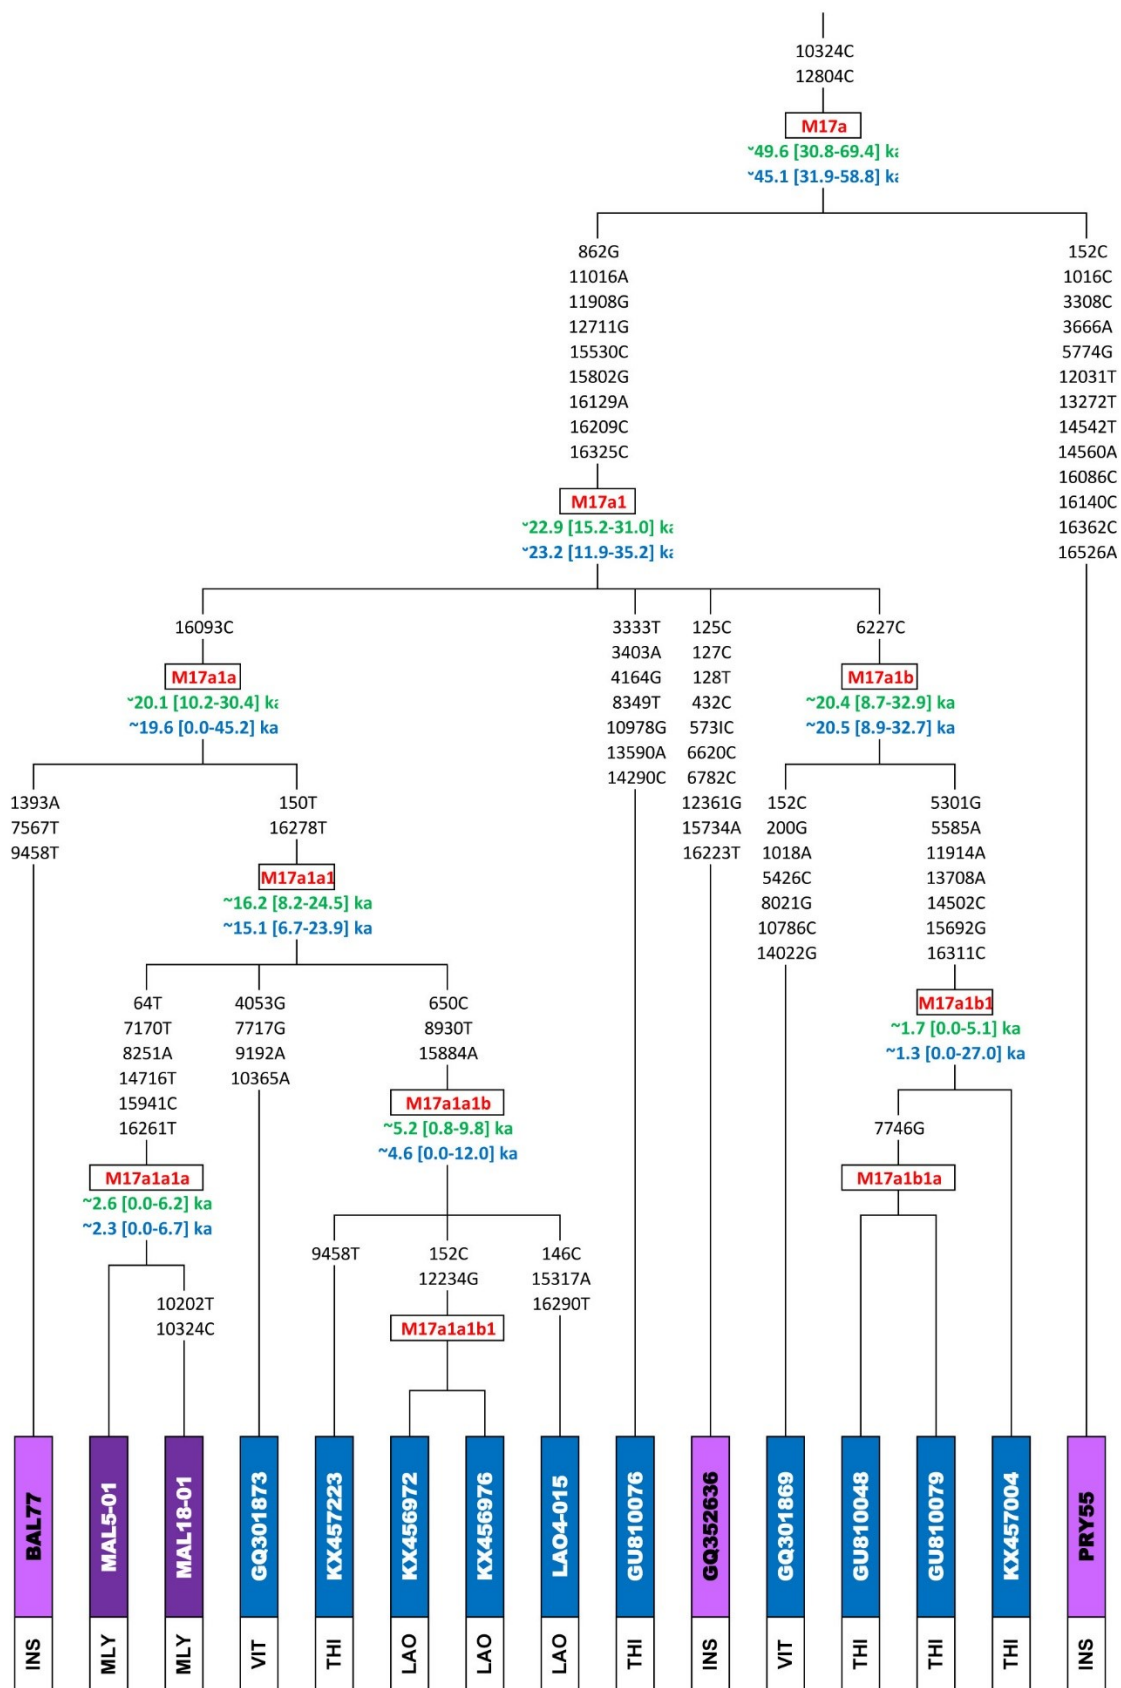 10324C
12804C
M17a
~49.6 [30.8-69.4] ka
~45.1 [31.9-58.8] ka
862G
11016A
11908G
12711G
15530C
15802G
16129A
16209C
16325C
M17a1
~22.9 [15.2-31.0] ka
~23.2 [11.9-35.2] ka
152C
1016C
3308C
3666A
5774G
12031T
13272T
14542T
14560A
16086C
16140C
16362C
16526A
16093C
M17a1a
~20.1 [10.2-30.4] ka
~19.6 [0.0-45.2] ka
3333T
3403A
4164G
8349T
10978G
13590A
14290C
125C
127C
128T
432C
573IC
6620C
6782C
12361G
15734A
16223T
6227C
M17a1b
~20.4 [8.7-32.9] ka
~20.5 [8.9-32.7] ka
1393A
7567T
9458T
150T
16278T
M17a1a1
~16.2 [8.2-24.5] ka
~15.1 [6.7-23.9] ka
152C
200G
1018A
5426C
8021G
10786C
14022G
5301G
5585A
11914A
13708A
14502C
15692G
16311C
M17a1b1
~1.7 [0.0-5.1] ka
~1.3 [0.0-27.0] ka
64T
7170T
8251A
14716T
15941C
16261T
M17a1a1a
~2.6 [0.0-6.2] ka
~2.3 [0.0-6.7] ka
4053G
7717G
9192A
10365A
650C
8930T
15884A
M17a1a1b
~5.2 [0.8-9.8] ka
~4.6 [0.0-12.0] ka
7746G
M17a1b1a
10202T
10324C
9458T
152C
12234G
M17a1a1b1
146C
15317A
16290T
BAL77
MAL5-01
MAL18-01
GQ301873
KX457223
KX456972
KX456976
LAO4-015
GU810076
GQ352636
GQ301869
GU810048
GU810079
KX457004
PRY55
INS
MLY
MLY
VIT
THI
LAO
LAO
LAO
THI
INS
VIT
THI
THI
THI
INS